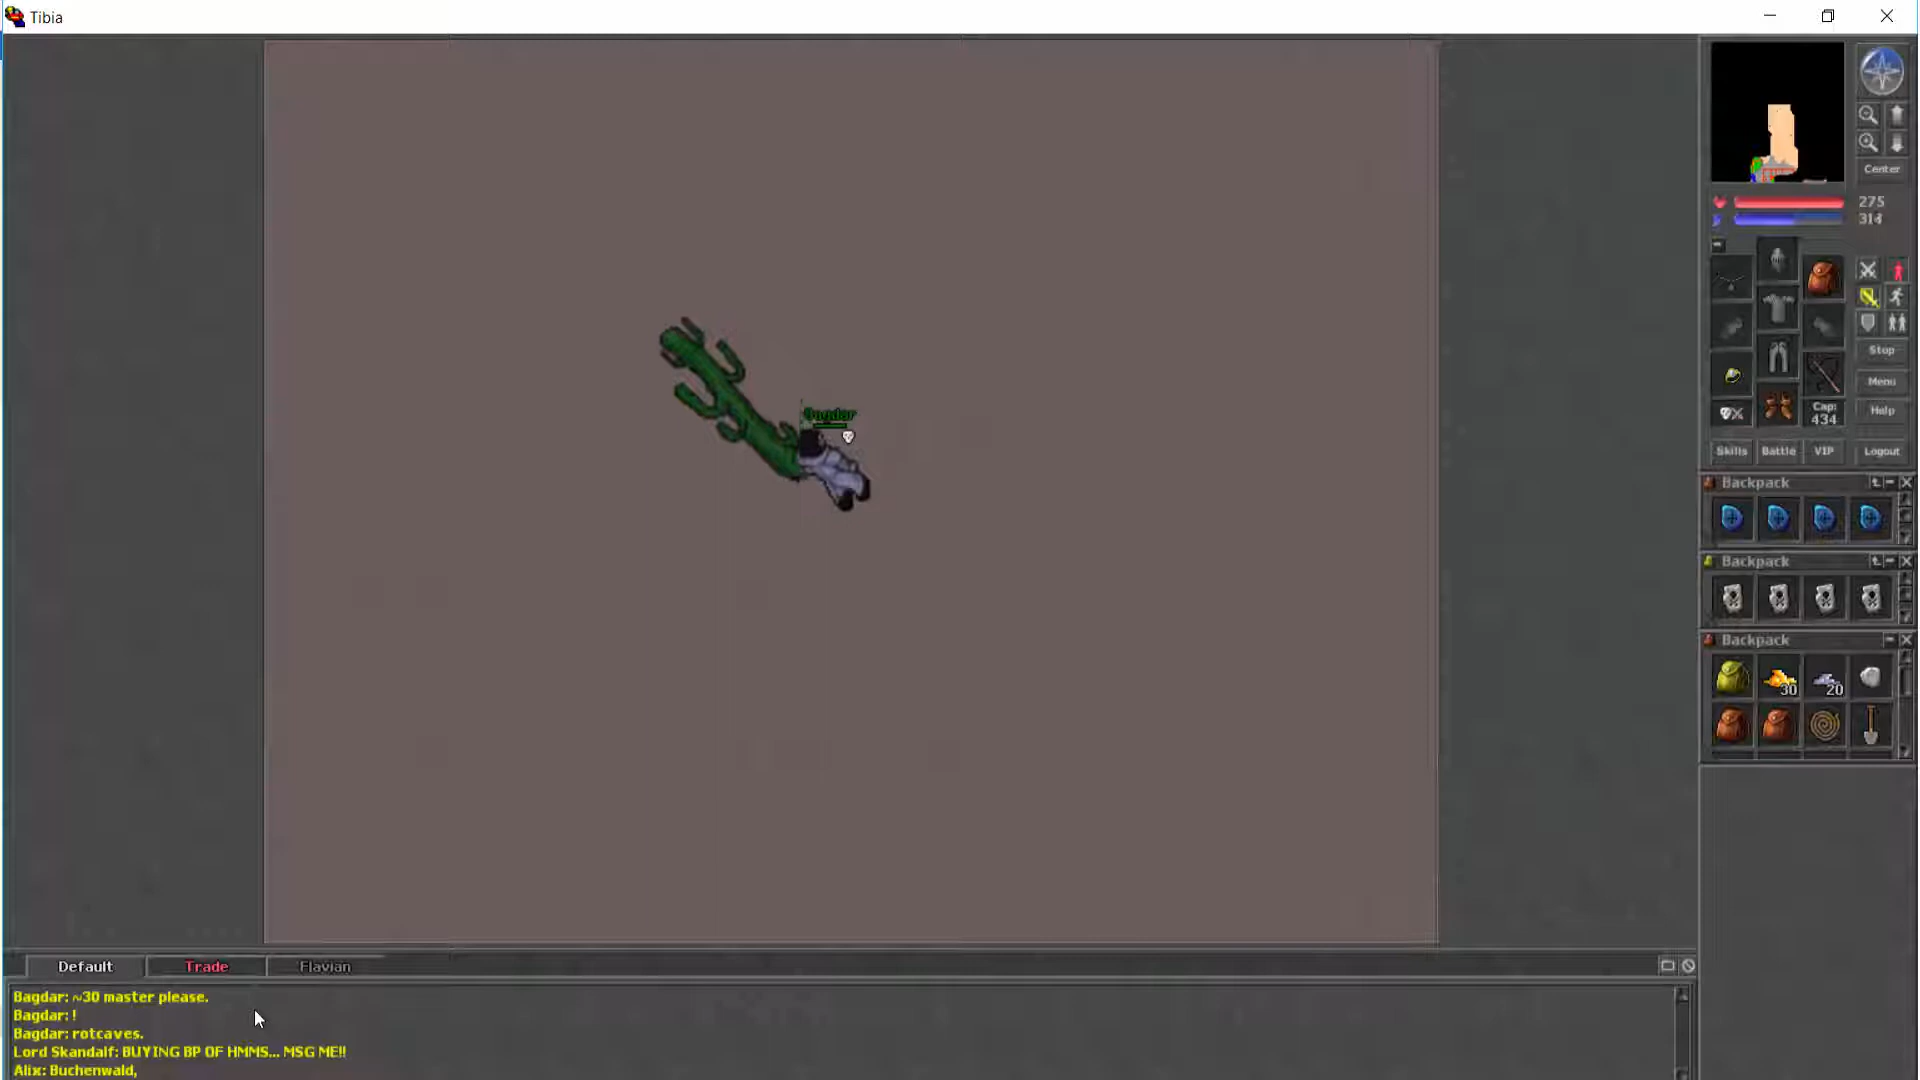 Tibia
Bagdar
Center
275
314
Stop
Menu
Cap:
434
Help
Skills
Battle
VIP
Logout
Backpack
Backpack
Backpack
30
20
Default
Trade
Flavian
Bagdar: ~30 master please.
Bagdar: !
Bagdar: rotcaves.
Lord Skandalf: BUYING BP OF HMMS... MSG ME!!
Alix: Buchenwald,